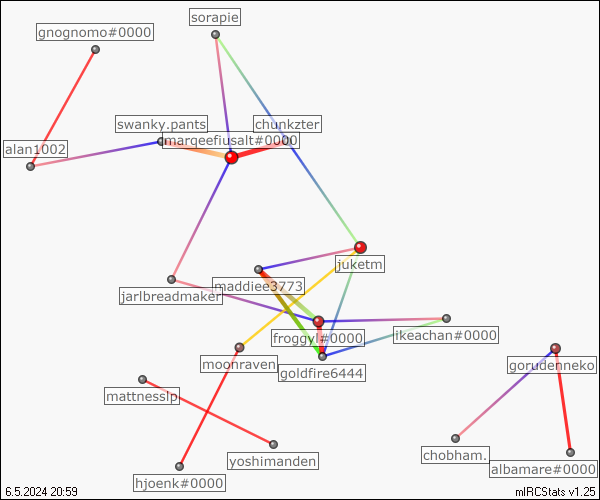 sorapie
gnognomo#0000
swanky.pants
chunkzter
marqeefiusalt#0000
alan1002
juketm
maddiee3773
jarlbreadmaker
froggyl#0000
ikeachan#0000
moonraven
goldfire6444
gorudenneko
mattnesslp
chobham.
yoshimanden
albamare#0000
hjoenk#0000
6.5.2024 20:59
mIRCStats v1.25